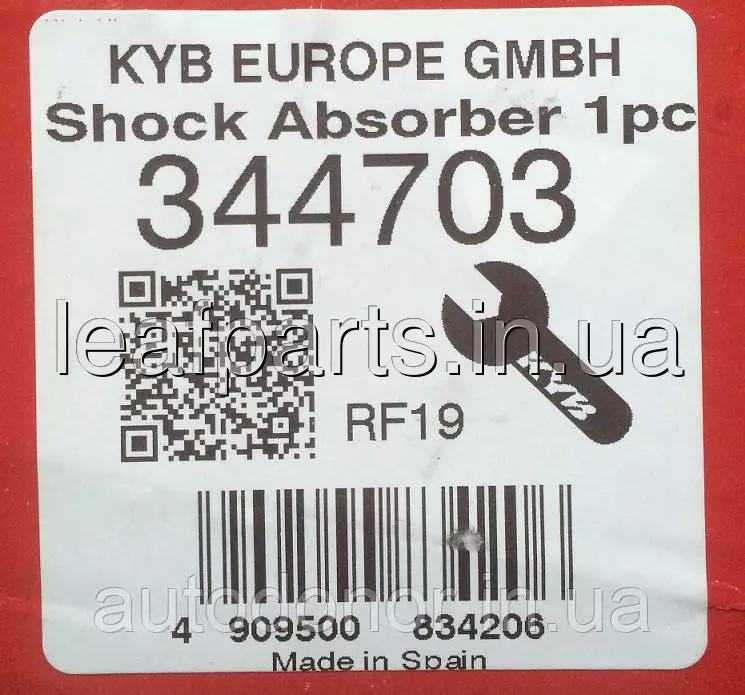 KYB EUROPE GMBH
Shock Absorber 1pc
344703
leafparts.in.ua
KYB
RF19
autodonor.in.ua
4 909500 834206
Made in Spain